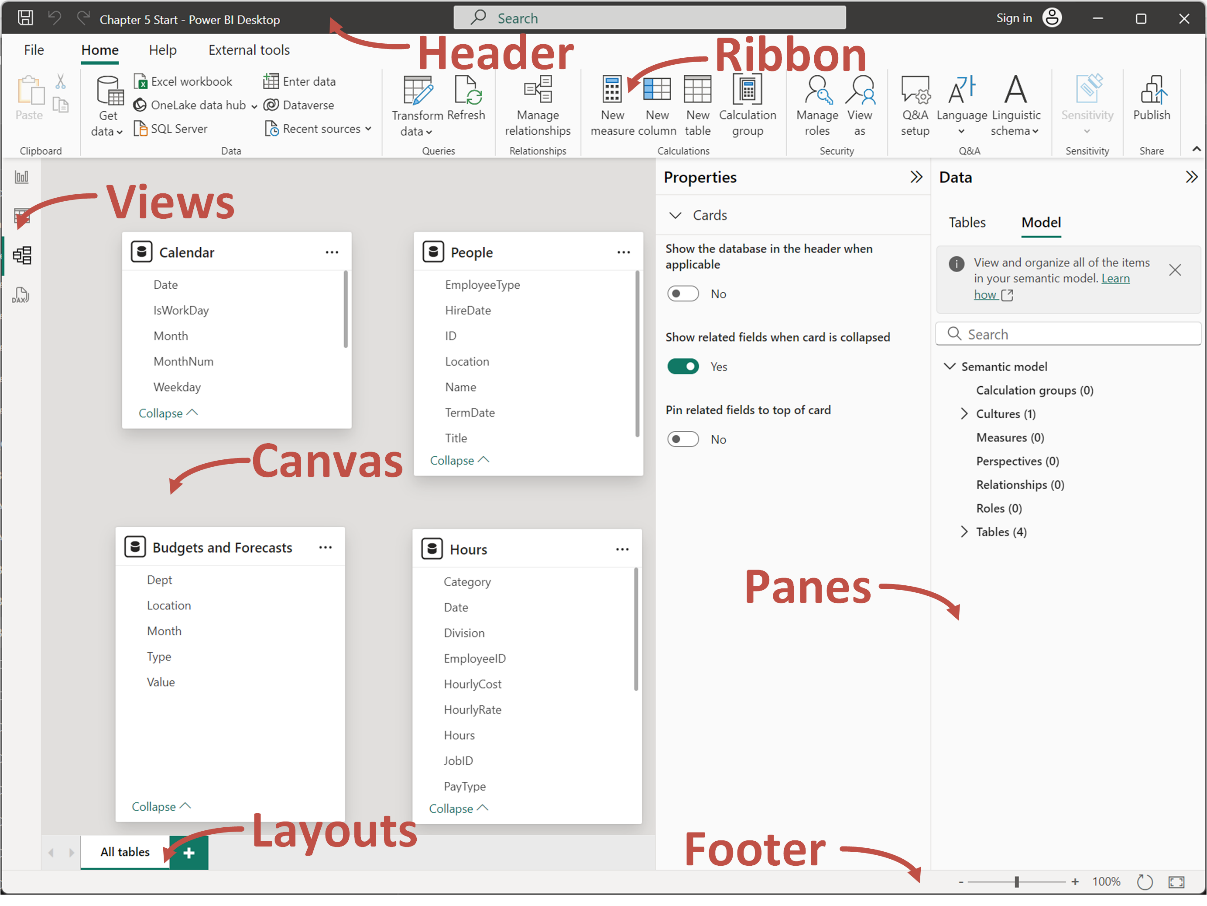 Chapter 5 Start - Power BI Desktop
Search
Sign in
Header
File Home Help External tools
Ribbon
Paste
Clipboard
Get data
Excel workbook
OneLake data hub
SQL Server
Enter data
Dataverse
Recent sources
Data
Transform data
Refresh
Queries
Manage relationships
Relationships
New measure
New column
New table
Calculation group
Calculations
Manage roles
View as
Security
Q&A setup
Language
Linguistic schema
Q&A
Sensitivity
Sensitivity
Publish
Share
Views
DAX
Calendar
Date
IsWorkDay
Month
MonthNum
Weekday
Collapse
People
EmployeeType
HireDate
ID
Location
Name
TermDate
Title
Collapse
Canvas
Budgets and Forecasts
Dept
Location
Month
Type
Value
Collapse
Hours
Category
Date
Division
EmployeeID
HourlyCost
HourlyRate
Hours
JobID
PayType
Collapse
Layouts
All tables
+
Properties
Cards
Show the database in the header when
applicable
No
Show related fields when card is collapsed
Yes
Pin related fields to top of card
No
Data
Tables Model
View and organize all of the items
in your semantic model. Learn
how
Search
Semantic model
Calculation groups (0)
Cultures (1)
Measures (0)
Perspectives (0)
Relationships (0)
Roles (0)
Tables (4)
Panes
Footer
- + 100%